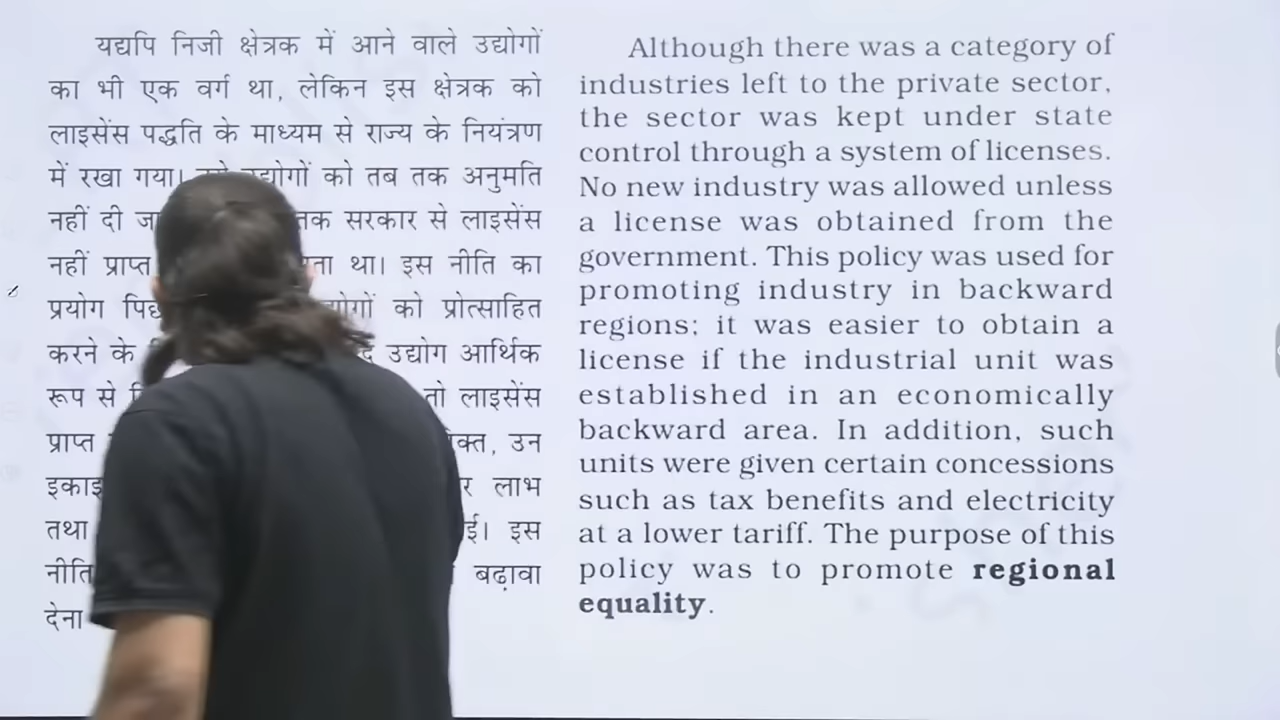 यद्यपि निजी क्षेत्रक में आने वाले उद्योगों
का भी एक वर्ग था, लेकिन इस क्षेत्रक को
लाइसेंस पद्धति के माध्यम से राज्य के नियंत्रण
में रखा गया। उद्योगों को तब तक अनुमति
नहीं दी तक सरकार से लाइसेंस
नहीं प्राप्त था। इस नीति का
प्रयोग को प्रोत्साहित
करने के उद्योग आर्थिक
रूप से तो लाइसेंस
प्राप्त उन
लाभ
तथा इस
नीति बढ़ावा
देना
Although there was a category of
industries left to the private sector,
the sector was kept under state
control through a system of licenses.
No new industry was allowed unless
a license was obtained from the
government. This policy was used for
promoting industry in backward
regions; it was easier to obtain a
license if the industrial unit was
established in an economically
backward area. In addition, such
units were given certain concessions
such as tax benefits and electricity
at a lower tariff. The purpose of this
policy was to promote regional
equality.